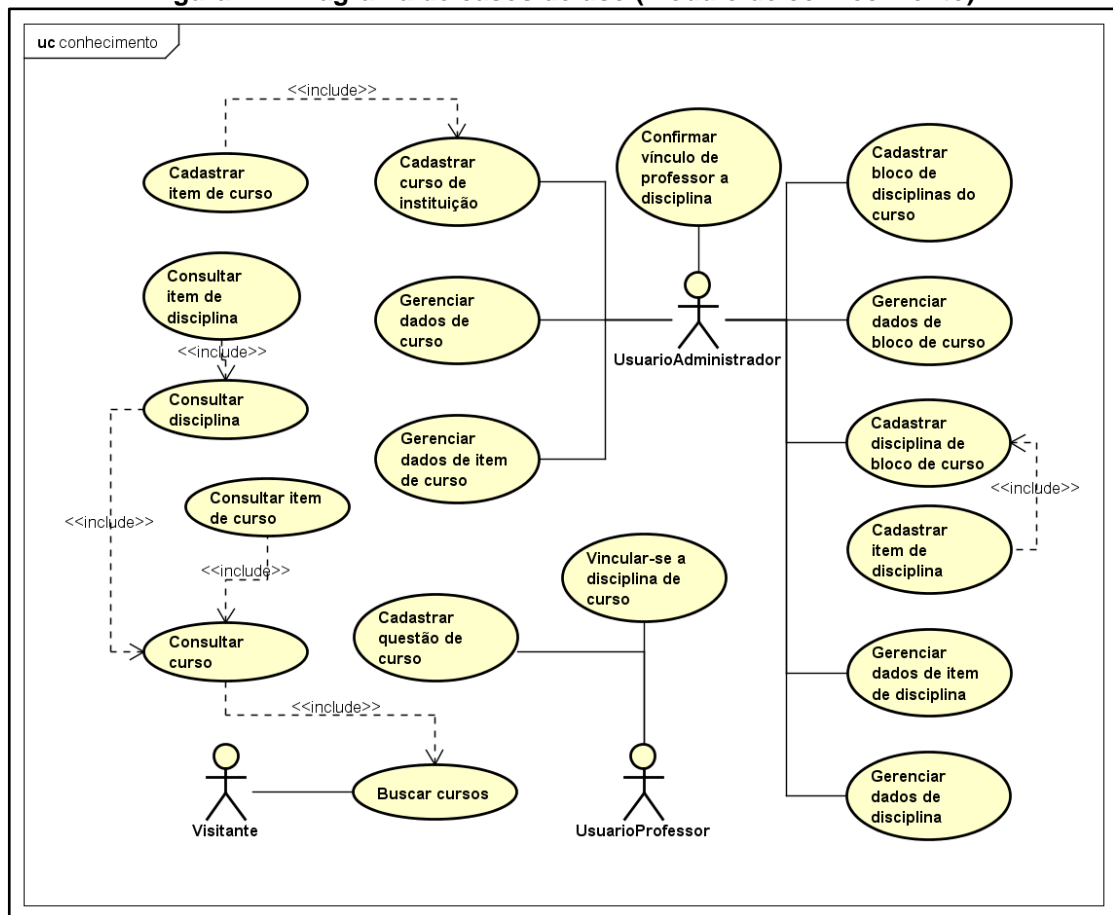 uc conhecimento
<<include>>
Cadastrar
item de curso
Cadastrar
curso de
instituição
Confirmar
vínculo de
professor a
disciplina
Cadastrar
bloco de
disciplinas do
curso
Consultar
item de
disciplina
<<include>>
Consultar
disciplina
Gerenciar
dados de
curso
UsuarioAdministrador
Gerenciar
dados de
bloco de curso
Gerenciar
dados de item
de curso
Cadastrar
disciplina de
bloco de curso
<<include>>
Cadastrar
item de
disciplina
<<include>>
Consultar item
de curso
<<include>>
Consultar
curso
Cadastrar
questão de
curso
Vincular-se a
disciplina de
curso
Gerenciar
dados de item
de disciplina
<<include>>
Visitante
Buscar cursos
UsuarioProfessor
Gerenciar
dados de
disciplina